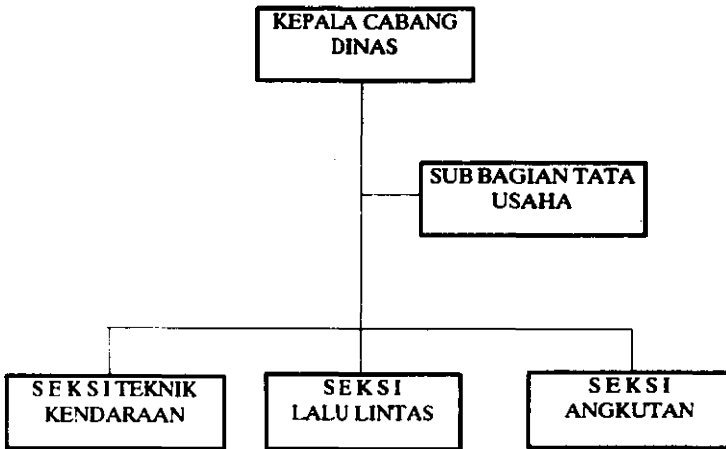 KEPALA CABANG
DINAS
SUB BAGIAN TATA
USAHA
S E K S I TEKNIK
KENDARAAN
S E K S I
LALU LINTAS
S E K S I
ANGKUTAN